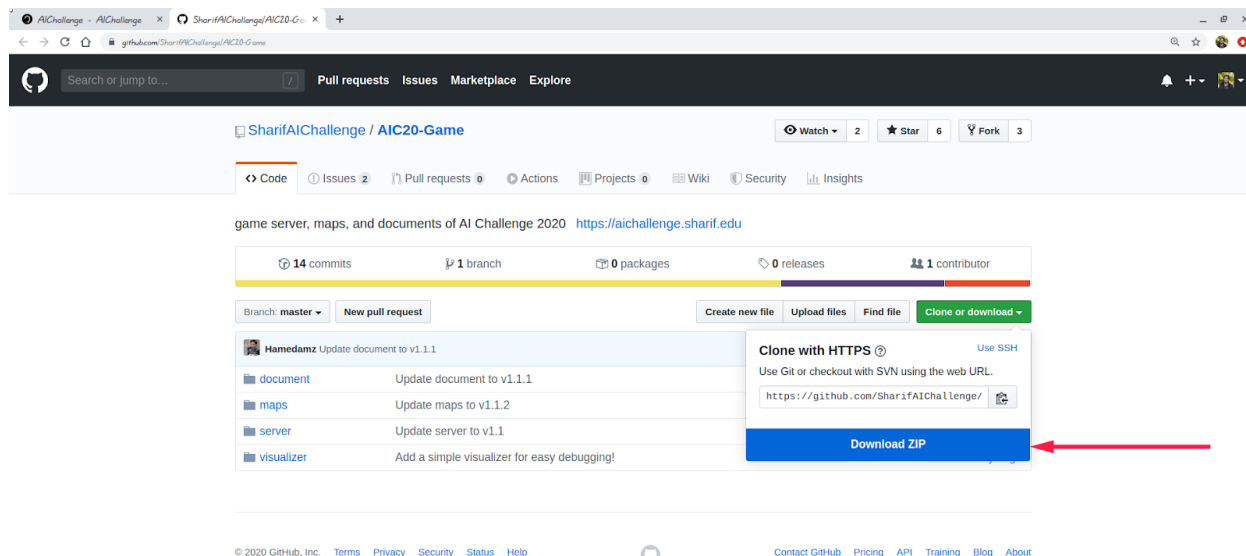 AIChallenge - AIChallenge × SharifAIChallenge/AIC20-Ga × +
github.com/SharifAIChallenge/AIC20-Game
Search or jump to... / Pull requests Issues Marketplace Explore
SharifAIChallenge / AIC20-Game Watch 2 Star 6 Fork 3
Code Issues 2 Pull requests 0 Actions Projects 0 Wiki Security Insights
game server, maps, and documents of AI Challenge 2020 https://aichallenge.sharif.edu
14 commits 1 branch 0 packages 0 releases 1 contributor
Branch: master New pull request Create new file Upload files Find file Clone or download
Hamedamz Update document to v1.1.1
Clone with HTTPS Use SSH
Use Git or checkout with SVN using the web URL.
https://github.com/SharifAIChallenge/
Download ZIP
document Update document to v1.1.1
maps Update maps to v1.1.2
server Update server to v1.1
visualizer Add a simple visualizer for easy debugging!
© 2020 GitHub, Inc. Terms Privacy Security Status Help Contact GitHub Pricing API Training Blog About